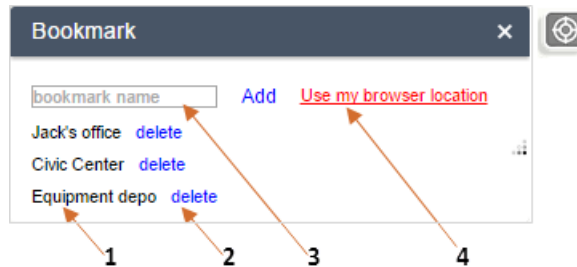 Bookmark ×
bookmark name Add Use my browser location
Jack's office delete
Civic Center delete
Equipment depo delete
1 2 3 4